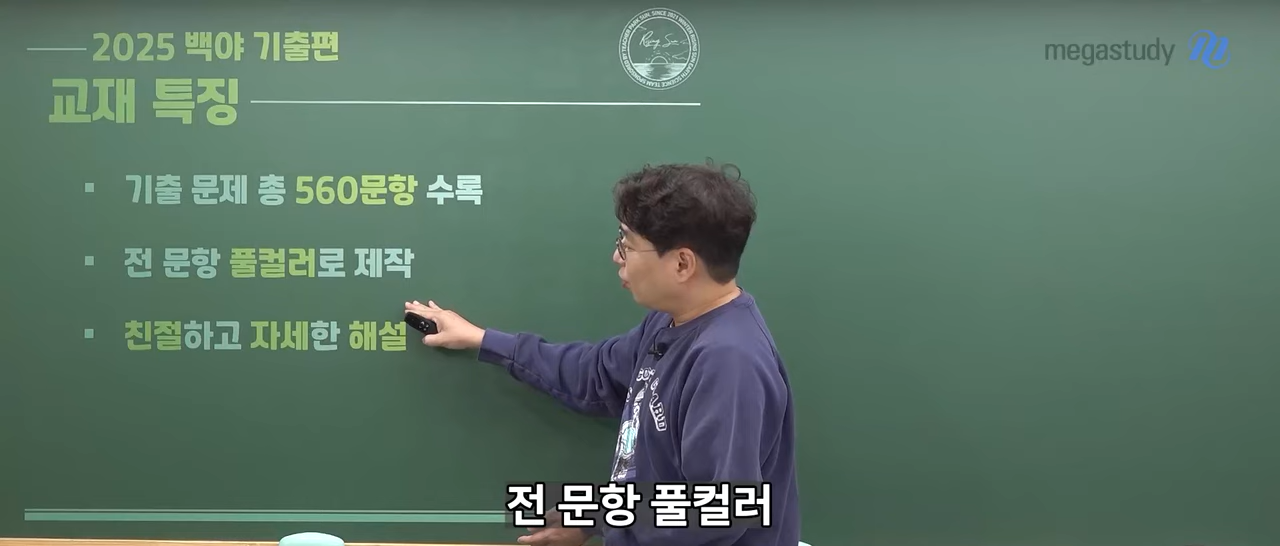 2025 백야 기출편
교재 특징
▪ 기출 문제 총 560문항 수록
▪ 전 문항 풀컬러로 제작
▪ 친절하고 자세한 해설
megastudy
전 문항 풀컬러